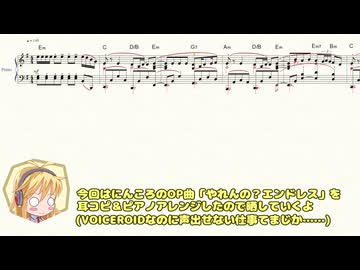 Em C D/B Em G7 Am D/B Em Em7 B Em
Piano
今回はにんころのOP曲「やれんの？エンドレス」を
耳コピ＆ピアノアレンジしたので晒していくよ
(VOICEROIDなのに声出せない仕事てまじか……)